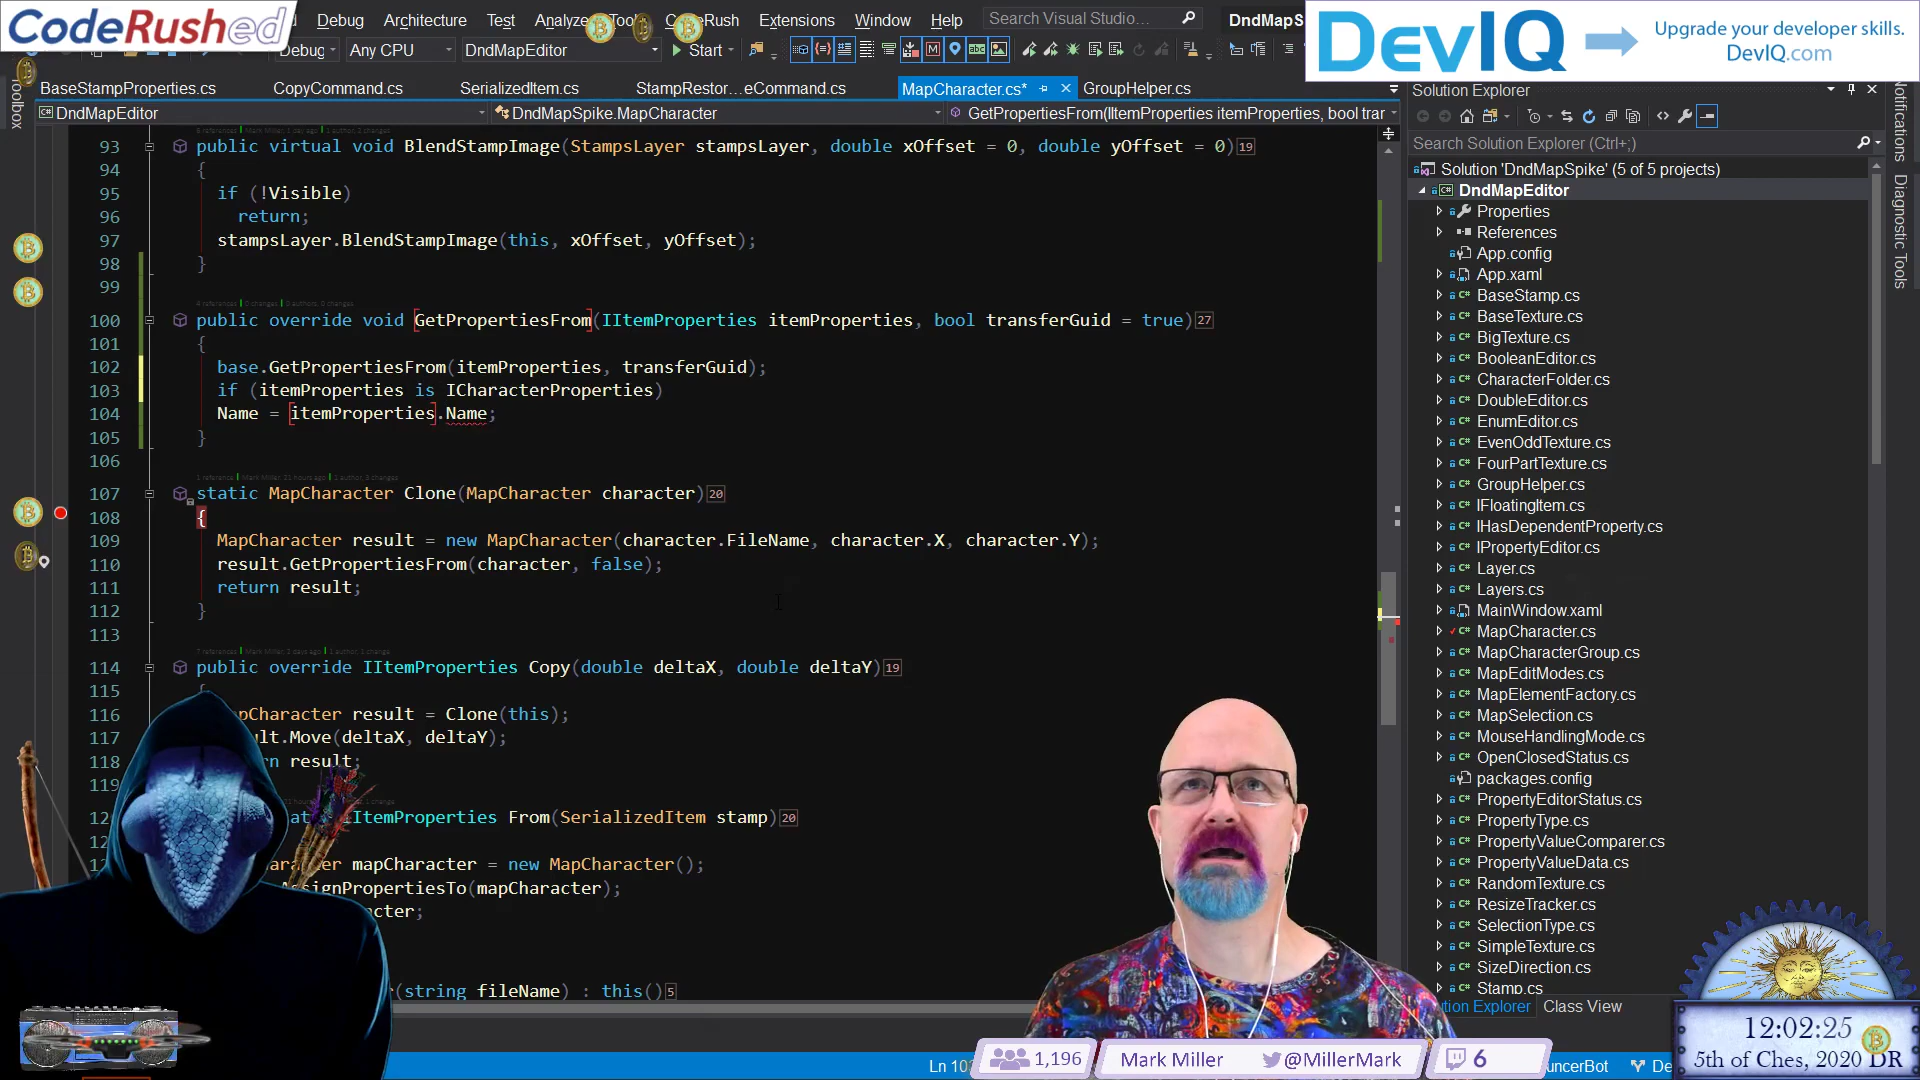 CodeRushed
Debug Architecture Test Analyze Extensions Window Help Search Visual Studio... DndMapS
Any CPU DndMapEditor Start
DevIQ Upgrade your developer skills.
DevIQ.com
BaseStampProperties.cs CopyCommand.cs SerializedItem.cs StampRestor...eCommand.cs MapCharacter.cs* GroupHelper.cs
DndMapEditor DndMapSpike.MapCharacter GetPropertiesFrom(IItemProperties itemProperties, bool trar
Toolbox
93 public virtual void BlendStampImage(StampsLayer stampsLayer, double xOffset = 0, double yOffset = 0) 19
94 {
95 if (!Visible)
96 return;
97 stampsLayer.BlendStampImage(this, xOffset, yOffset);
98 }
99
100 public override void GetPropertiesFrom(IItemProperties itemProperties, bool transferGuid = true) 27
101 {
102 base.GetPropertiesFrom(itemProperties, transferGuid);
103 if (itemProperties is ICharacterProperties)
104 Name = itemProperties.Name;
105 }
106
107 static MapCharacter Clone(MapCharacter character) 20
108 {
109 MapCharacter result = new MapCharacter(character.FileName, character.X, character.Y);
110 result.GetPropertiesFrom(character, false);
111 return result;
112 }
113
114 public override IItemProperties Copy(double deltaX, double deltaY) 19
115 {
116 pCharacter result = Clone(this);
117 ult.Move(deltaX, deltaY);
118 rn result;
119
IItemProperties From(SerializedItem stamp) 20
mapCharacter = new MapCharacter();
AssignPropertiesTo(mapCharacter);
acter;
(string fileName) : this() 5
Solution Explorer
Search Solution Explorer (Ctrl+;)
Solution 'DndMapSpike' (5 of 5 projects)
DndMapEditor
Properties
References
App.config
App.xaml
BaseStamp.cs
BaseTexture.cs
BigTexture.cs
BooleanEditor.cs
CharacterFolder.cs
DoubleEditor.cs
EnumEditor.cs
EvenOddTexture.cs
FourPartTexture.cs
GroupHelper.cs
IFloatingItem.cs
IHasDependentProperty.cs
IPropertyEditor.cs
Layer.cs
Layers.cs
MainWindow.xaml
MapCharacter.cs
MapCharacterGroup.cs
MapEditModes.cs
MapElementFactory.cs
MapSelection.cs
MouseHandlingMode.cs
OpenClosedStatus.cs
packages.config
PropertyEditorStatus.cs
PropertyType.cs
PropertyValueComparer.cs
PropertyValueData.cs
RandomTexture.cs
ResizeTracker.cs
SelectionType.cs
SimpleTexture.cs
SizeDirection.cs
Stamp.cs
ution Explorer Class View
Notifications
Diagnostic Tools
12:02:25
5th of Ches, 2020 DR
1,196 Mark Miller @MillerMark 6